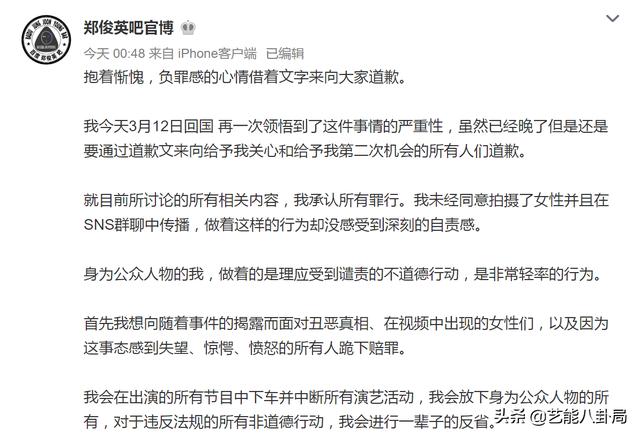 郑俊英吧官博
今天 00:48 来自 iPhone客户端 已编辑
抱着惭愧，负罪感的心情借着文字来向大家道歉。
我今天3月12日回国 再一次领悟到了这件事情的严重性，虽然已经晚了但是还是
要通过道歉文来向给予我关心和给予我第二次机会的所有人们道歉。
就目前所讨论的所有相关内容，我承认所有罪行。我未经同意拍摄了女性并且在
SNS群聊中传播，做着这样的行为却没感受到深刻的自责感。
身为公众人物的我，做着的是理应受到谴责的不道德行动，是非常轻率的行为。
首先我想向随着事件的揭露而面对丑恶真相、在视频中出现的女性们，以及因为
这事态感到失望、惊愕、愤怒的所有人跪下赔罪。
我会在出演的所有节目中下车并中断所有演艺活动，我会放下身为公众人物的所
有，对于违反法规的所有非道德行动，我会进行一辈子的反省。
头条 @艺能八卦局